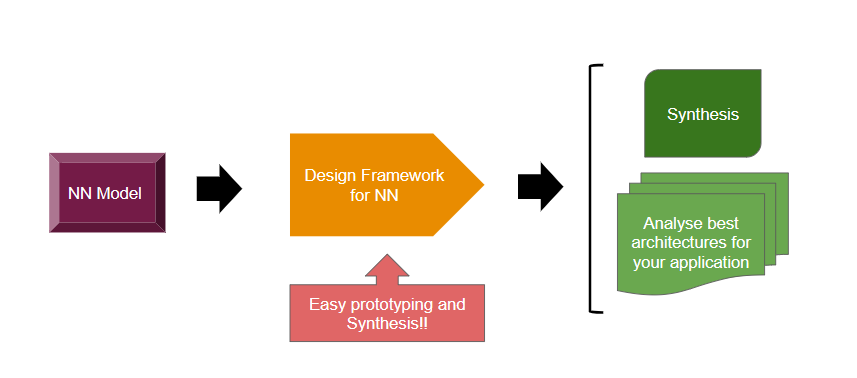 NN Model
Design Framework
for NN
Easy prototyping and
Synthesis!!
Synthesis
Analyse best
architectures for
your application